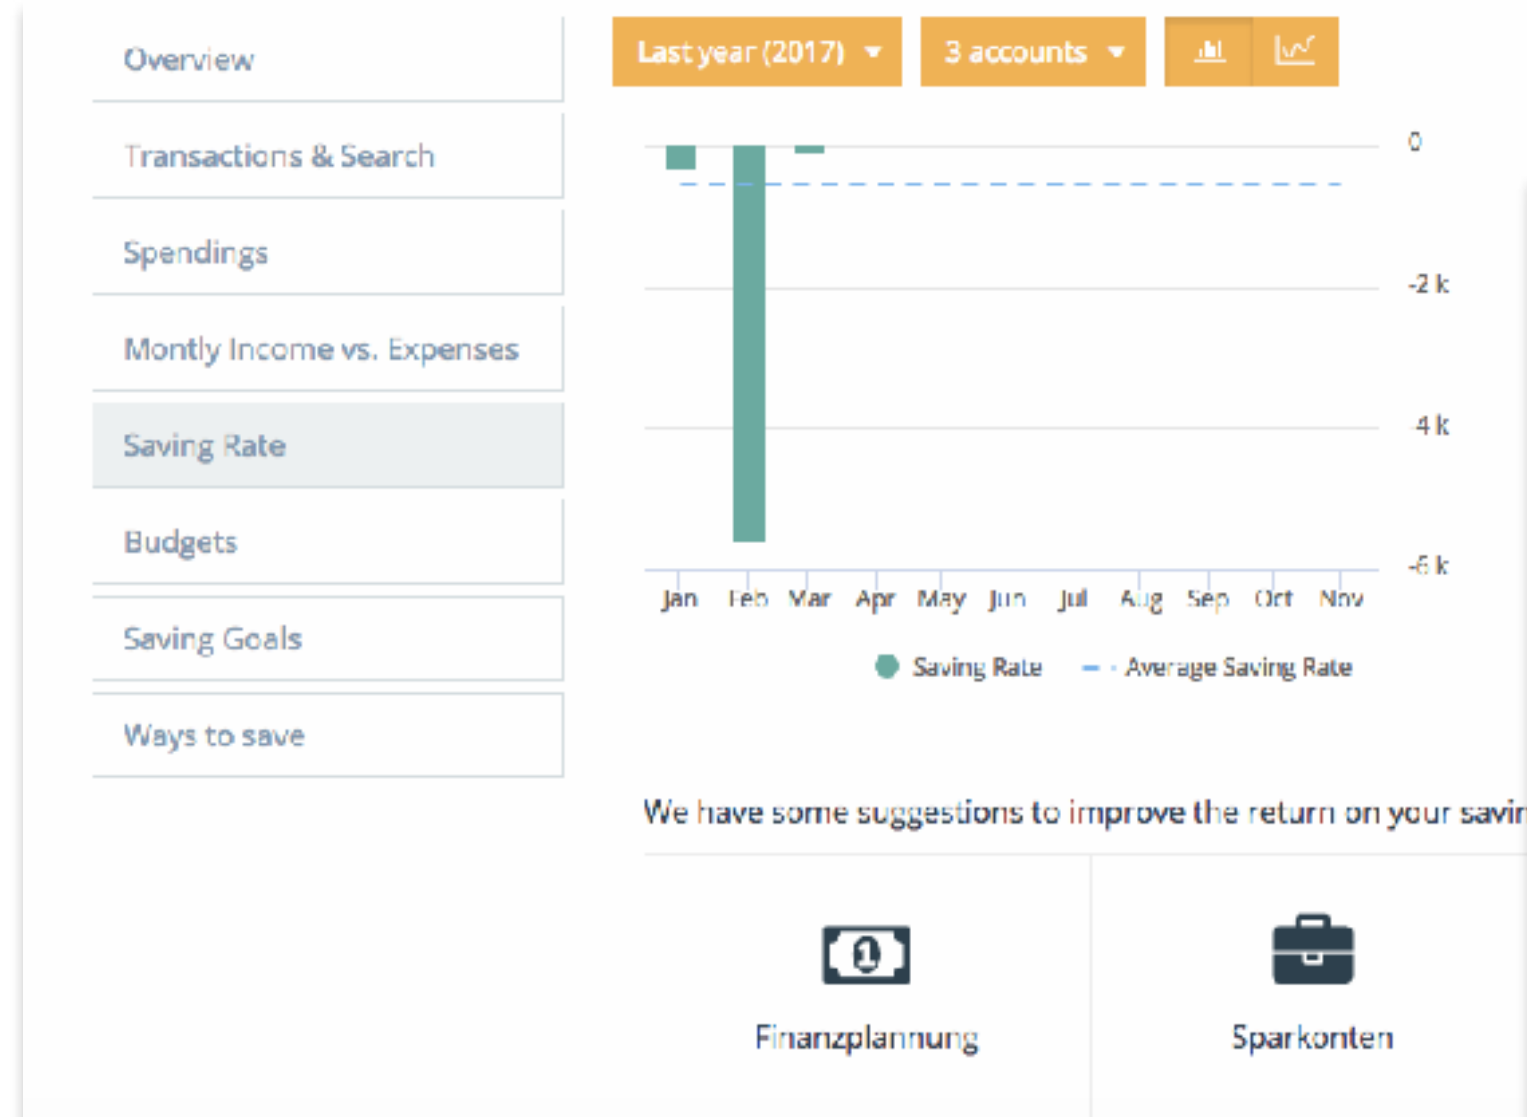 Overview
Transactions & Search
Spendings
Montly Income vs. Expenses
Saving Rate
Budgets
Saving Goals
Ways to save
Last year (2017)
3 accounts
0
-2 k
-4 k
-6 k
Jan Feb Mar Apr May Jun Jul Aug Sep Oct Nov
Saving Rate Average Saving Rate
We have some suggestions to improve the return on your
1
Finanzplannung
Sparkonten